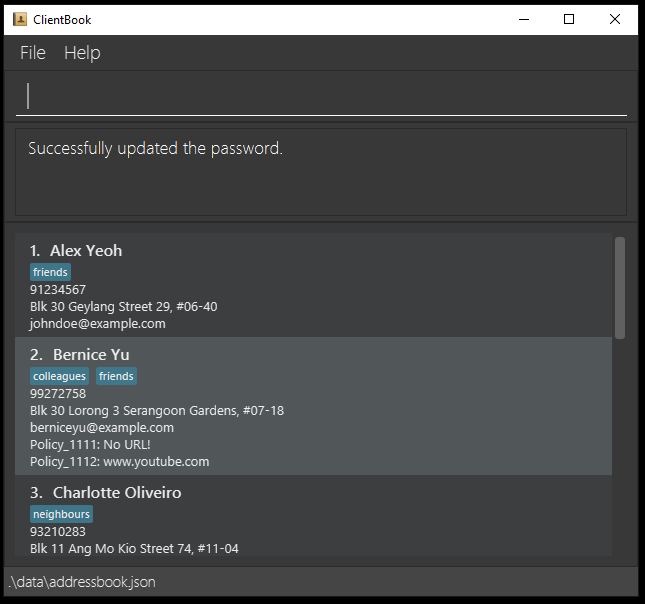 ClientBook
File Help
Successfully updated the password.
1. Alex Yeoh
friends
91234567
Blk 30 Geylang Street 29, #06-40
johndoe@example.com
2. Bernice Yu
colleagues friends
99272758
Blk 30 Lorong 3 Serangoon Gardens, #07-18
berniceyu@example.com
Policy_1111: No URL!
Policy_1112: www.youtube.com
3. Charlotte Oliveiro
neighbours
93210283
Blk 11 Ang Mo Kio Street 74, #11-04
.\data\addressbook.json